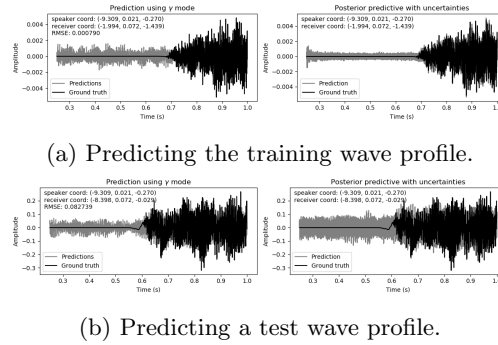 Prediction using γ mode
speaker coord: (-9.309, 0.021, -0.270)
receiver coord: (-1.994, 0.072, -1.439)
RMSE: 0.000790
0.004
0.002
0.000
−0.002
−0.004
Amplitude
Predictions
Ground truth
0.3 0.4 0.5 0.6 0.7 0.8 0.9 1.0
Time (s)
Posterior predictive with uncertainties
speaker coord: (-9.309, 0.021, -0.270)
receiver coord: (-1.994, 0.072, -1.439)
0.004
0.002
0.000
−0.002
−0.004
Amplitude
Predictions
Ground truth
0.3 0.4 0.5 0.6 0.7 0.8 0.9 1.0
Time (s)
(a) Predicting the training wave profile.
Prediction using γ mode
speaker coord: (-9.309, 0.021, -0.270)
receiver coord: (-8.398, 0.072, -0.029)
RMSE: 0.082739
0.2
0.1
0.0
−0.1
−0.2
−0.3
Amplitude
Predictions
Ground truth
0.3 0.4 0.5 0.6 0.7 0.8 0.9 1.0
Time (s)
Posterior predictive with uncertainties
speaker coord: (-9.309, 0.021, -0.270)
receiver coord: (-8.398, 0.072, -0.029)
0.2
0.1
0.0
−0.1
−0.2
−0.3
Amplitude
Predictions
Ground truth
0.3 0.4 0.5 0.6 0.7 0.8 0.9 1.0
Time (s)
(b) Predicting a test wave profile.